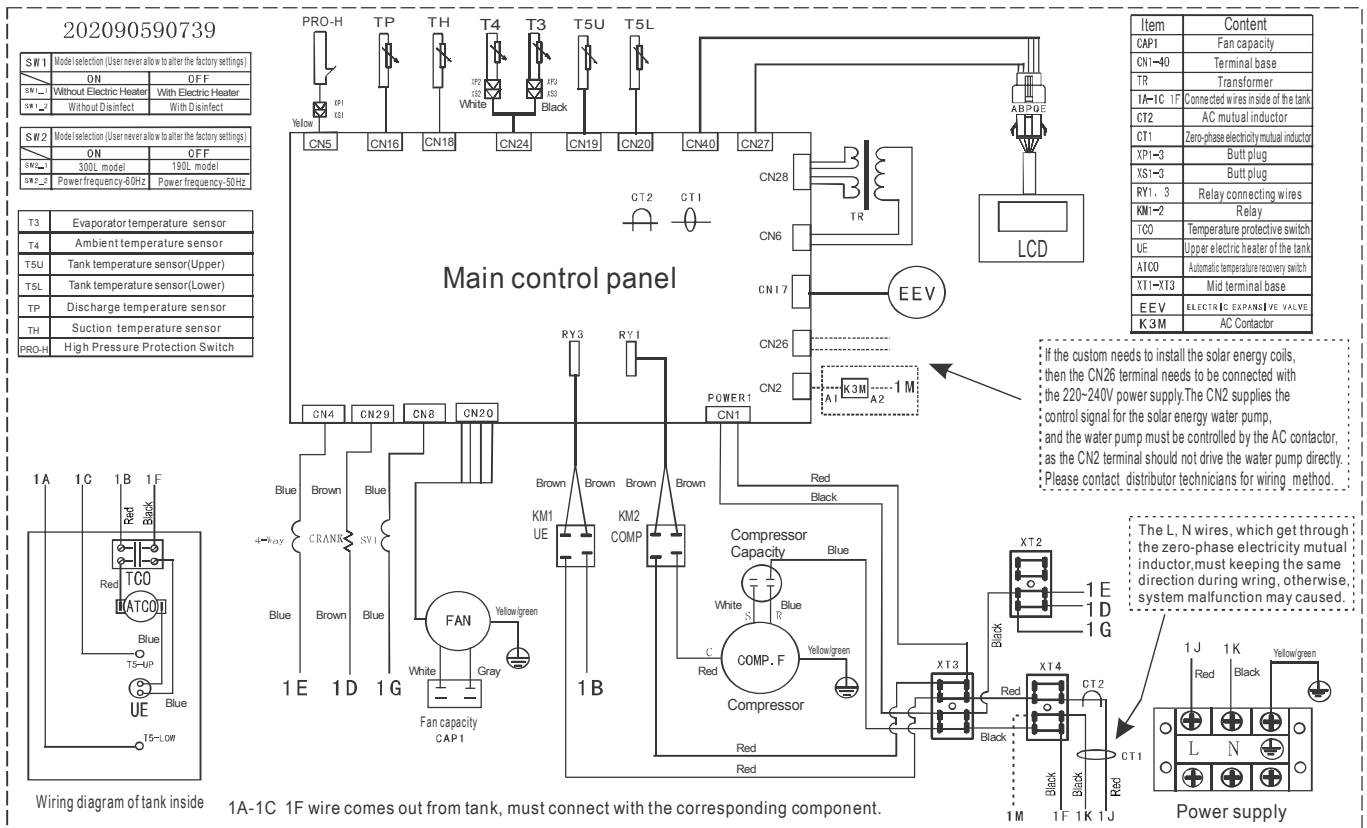 202090590739
SW1 Model selection (User never allow to alter the factory settings)
ON OFF
SW1_1 Without Electric Heater With Electric Heater
SW1_2 Without Disinfect With Disinfect
SW2 Model selection (User never allow to alter the factory settings)
ON OFF
SW2_1 300L model 190L model
SW2_2 Power frequency-60Hz Power frequency-50Hz
T3 Evaporator temperature sensor
T4 Ambient temperature sensor
T5U Tank temperature sensor(Upper)
T5L Tank temperature sensor(Lower)
TP Discharge temperature sensor
TH Suction temperature sensor
PRO-H High Pressure Protection Switch
PRO-H TP TH T4 T3 T5U T5L
XP1
XS1
Yellow
XP2
XS2
White
XP3
XS3
Black
CN5 CN16 CN18 CN24 CN19 CN20 CN40 CN27
ABPQE
LCD
CN28
TR
CN6
CT2 CT1
Main control panel
CN17
EEV
CN26
CN2
K3M
1M
A1 A2
RY3 RY1
POWER1
CN1
CN4 CN29 CN8 CN20
Item Content
CAP1 Fan capacity
CN1-40 Terminal base
TR Transformer
1A-1C 1F Connected wires inside of the tank
CT2 AC mutual inductor
CT1 Zero-phase electricity mutual inductor
XP1-3 Butt plug
XS1-3 Butt plug
RY1, 3 Relay connecting wires
KM1-2 Relay
TCO Temperature protective switch
UE Upper electric heater of the tank
ATCO Automatic temperature recovery switch
XT1-XT3 Mid terminal base
EEV ELECTRIC EXPANSIVE VALVE
K3M AC Contactor
If the custom needs to install the solar energy coils,
then the CN26 terminal needs to be connected with
the 220~240V power supply.The CN2 supplies the
control signal for the solar energy water pump,
and the water pump must be controlled by the AC contactor,
as the CN2 terminal should not drive the water pump directly.
Please contact distributor technicians for wiring method.
The L, N wires, which get through
the zero-phase electricity mutual
inductor,must keeping the same
direction during wring, otherwise,
system malfunction may caused.
1A 1C 1B 1F
Red
Black
TCO
Red
ATCO
Blue
T5-UP
UE
Blue
T5-LOW
Wiring diagram of tank inside
Blue Brown Blue
4-Way CRANK SV1
Blue Brown Blue
1E 1D 1G
FAN
Yellow/green
White Gray
Fan capacity
CAP1
Brown Brown Brown Brown
KM1
UE
KM2
COMP
1B
Red
Black
Compressor
Capacity
Blue
White Blue
S R
C
Red
COMP.F
Yellow/green
Compressor
Red
Red
XT2
1E
1D
1G
Black
XT3
Red
Black
XT4
CT2
CT1
Black
Black
Red
1M 1F 1K 1J
1J 1K
Red
Black
Yellow/green
L N
Power supply
1A-1C 1F wire comes out from tank, must connect with the corresponding component.